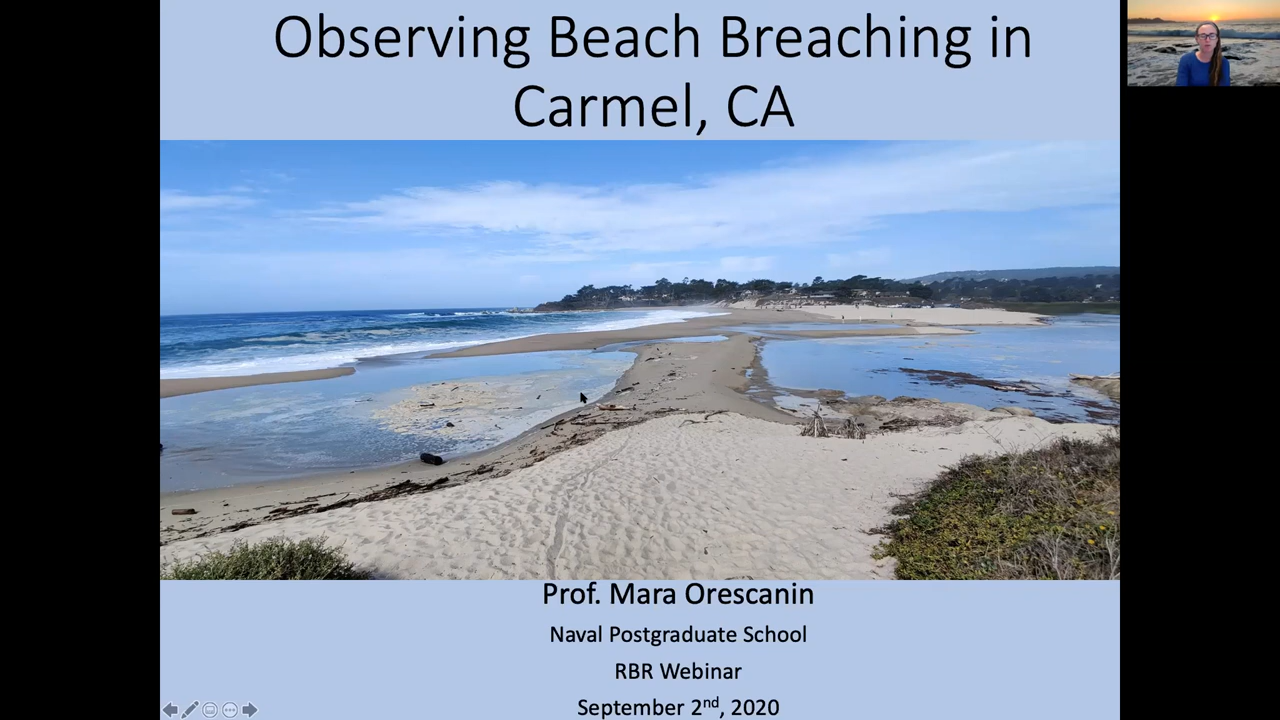 Observing Beach Breaching in
Carmel, CA
Prof. Mara Orescanin
Naval Postgraduate School
RBR Webinar
September 2nd, 2020